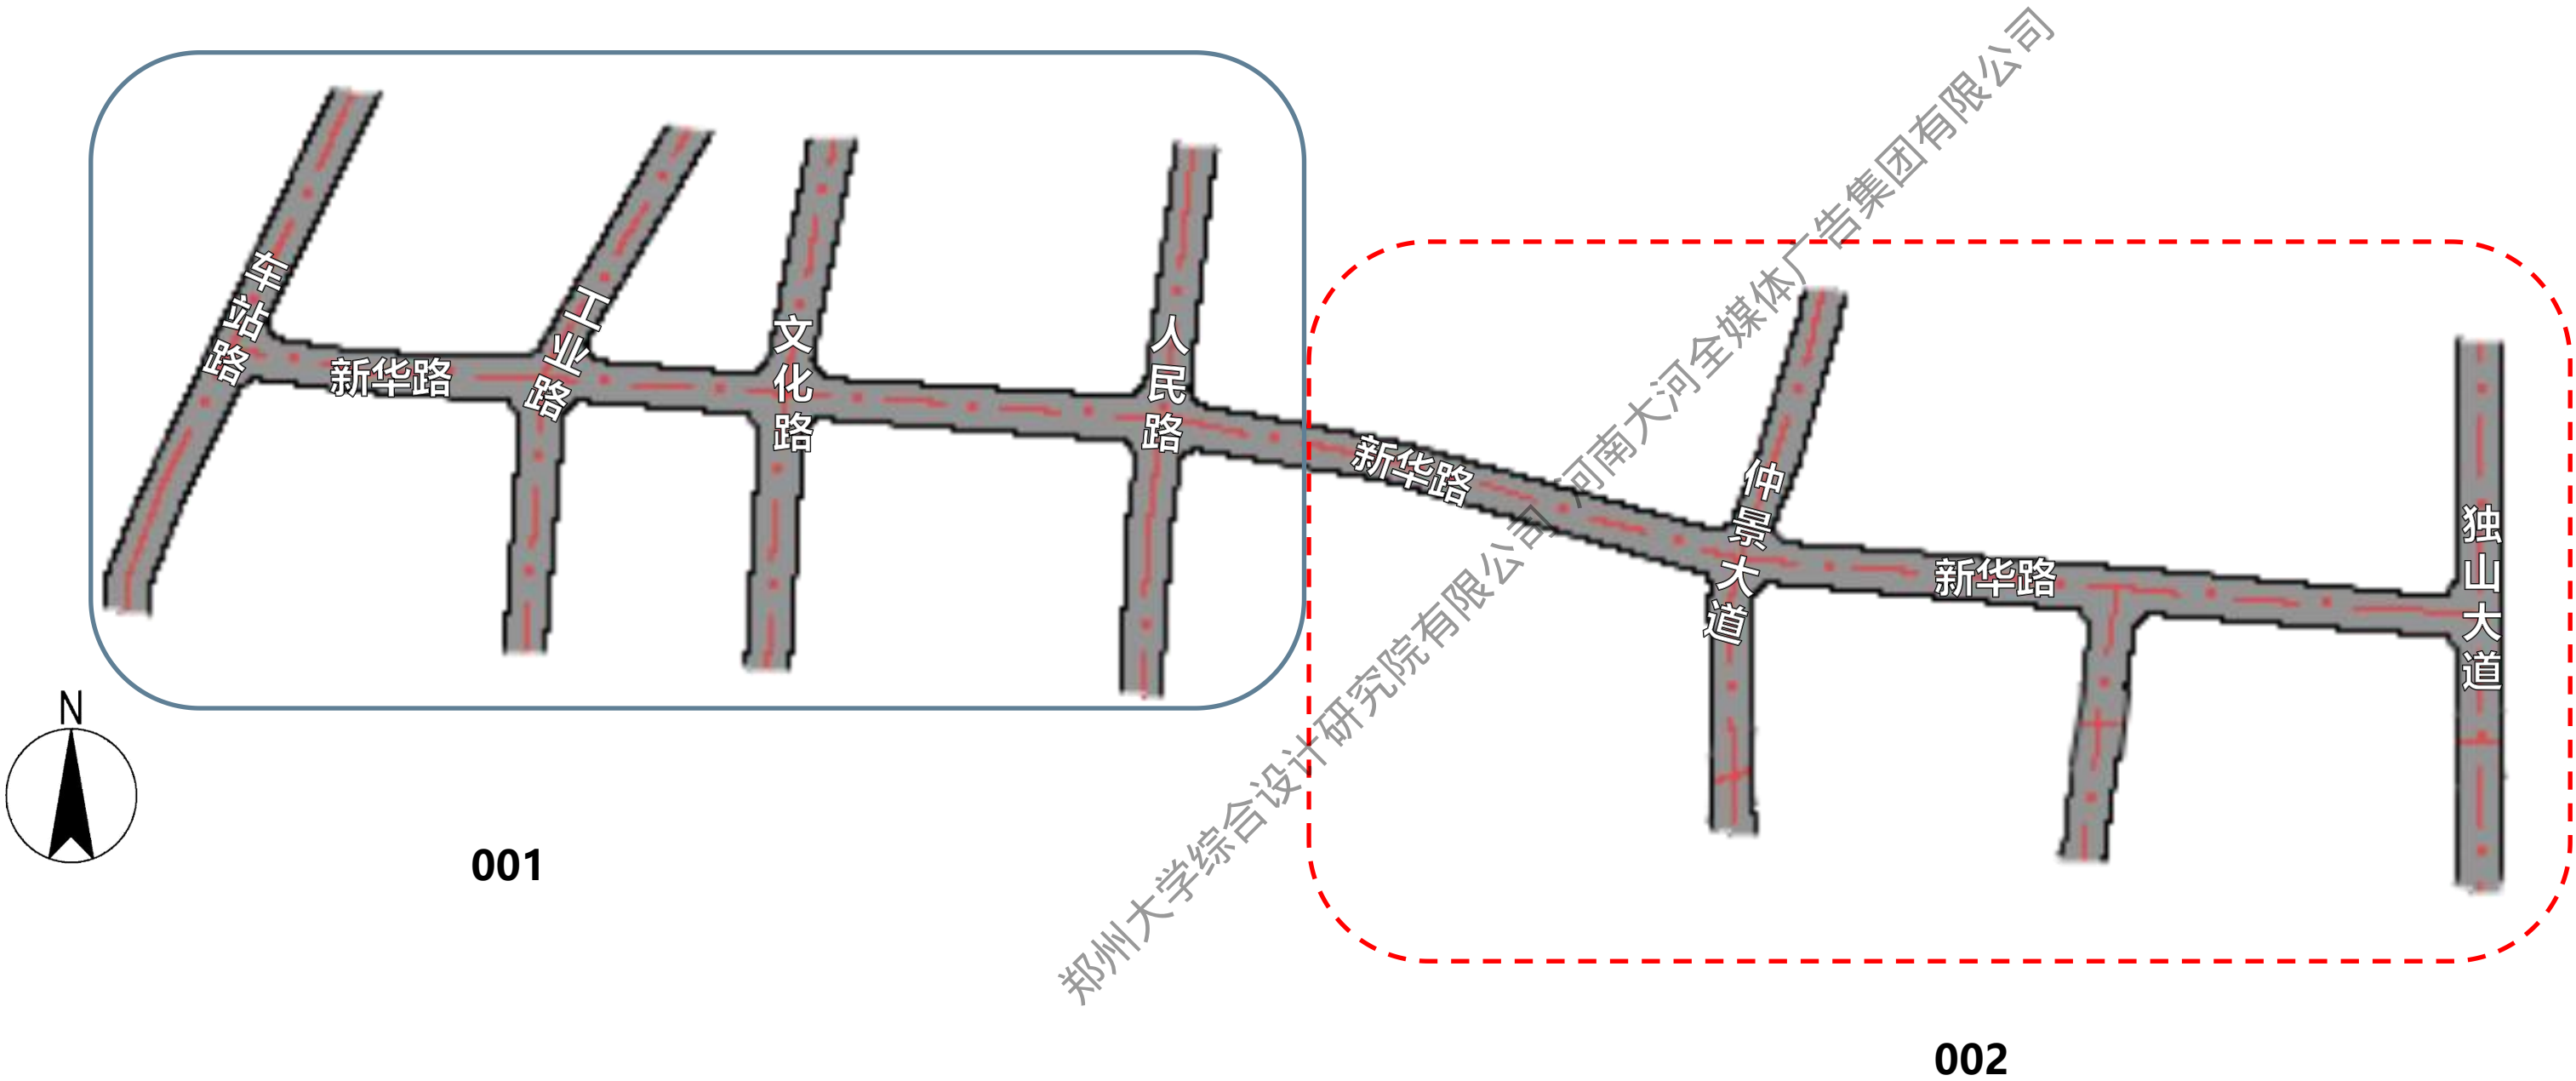 车站路
新华路
工业路
文化路
人民路
新华路
仲景大道
新华路
独山大道
N
001
002
郑州大学综合设计研究院有限公司 河南大河全媒体广告集团有限公司